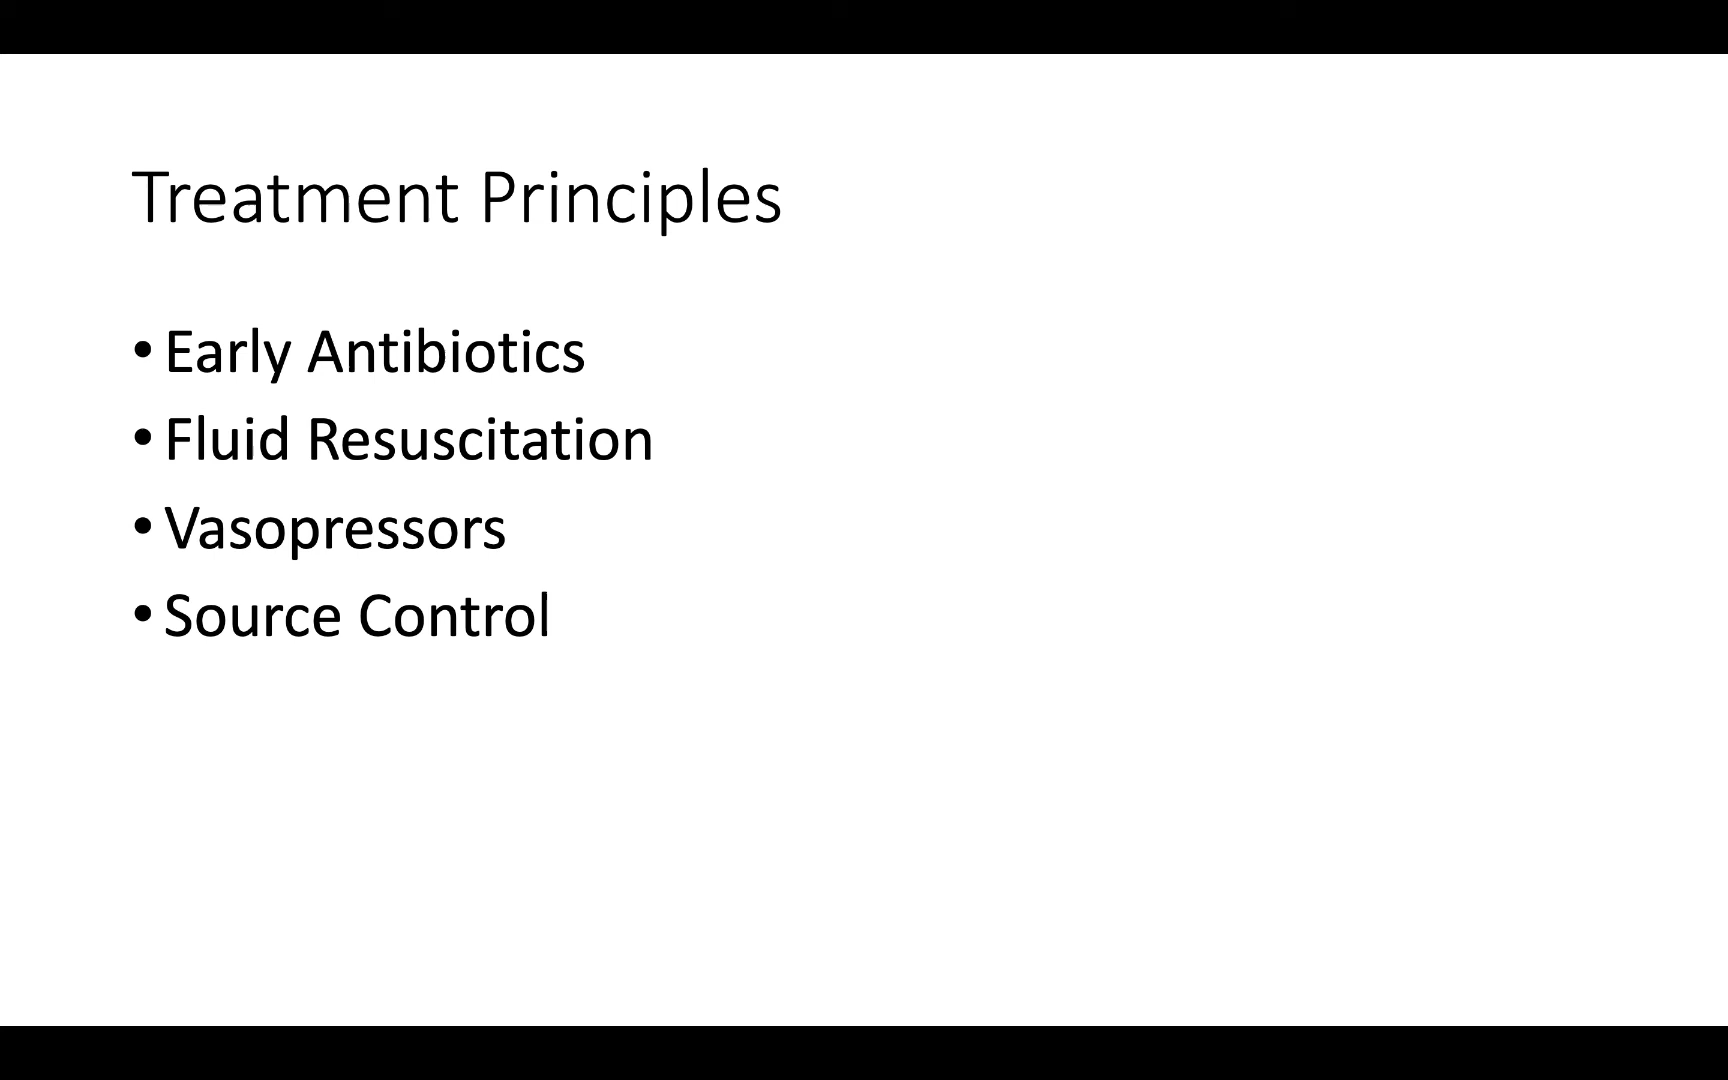 Treatment Principles
• Early Antibiotics
• Fluid Resuscitation
• Vasopressors
• Source Control